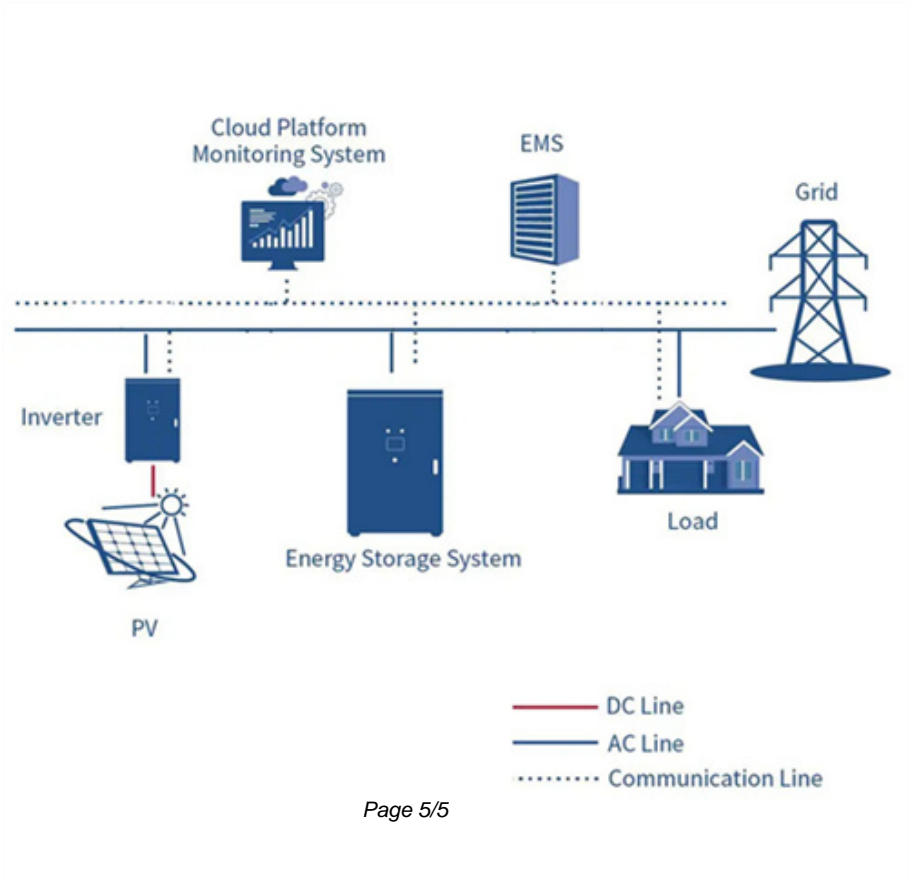 Cloud Platform
Monitoring System
EMS
Grid
Inverter
Load
Energy Storage System
PV
DC Line
AC Line
Communication Line
Page 5/5